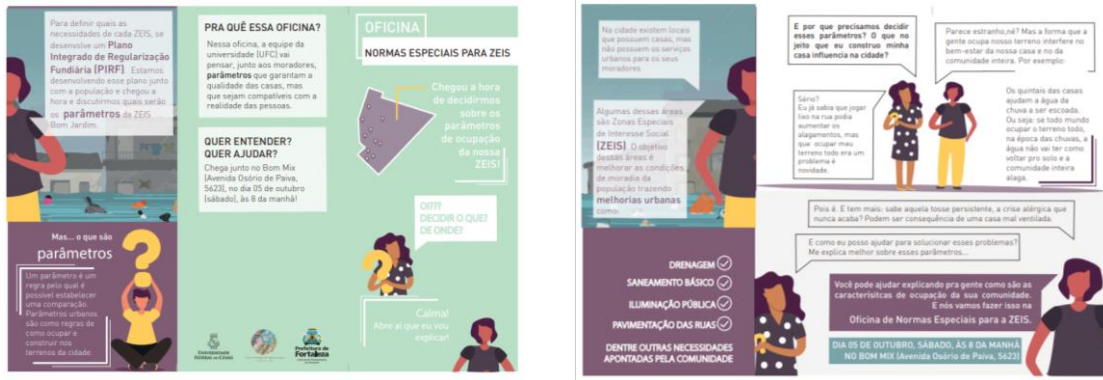 Para definir quais as
necessidades de cada ZEIS, se
desenvolve um Plano
Integrado de Regularização
Fundiária (PIRF). Estamos
desenvolvendo esse plano junto
com a população e chegou a
hora e discutirmos quais serão
os parâmetros da ZEIS
Bom Jardim.
Mas... o que são
parâmetros
Um parâmetro é um
regra pelo qual é
possível estabelecer
uma comparação.
Parâmetros urbanos
são como regras de
como ocupar e
construir nos
terrenos da cidade.
PRA QUÊ ESSA OFICINA?
Nessa oficina, a equipe da
universidade (UFC) vai
pensar, junto aos moradores,
parâmetros que garantam a
qualidade das casas, mas
que sejam compatíveis com a
realidade das pessoas.
QUER ENTENDER?
QUER AJUDAR?
Chega junto no Bom Mix
(Avenida Osório de Paiva,
5623), no dia 05 de outubro
(sábado), às 8 da manhã!
UNIVERSIDADE
FEDERAL DO CEARÁ
Prefeitura de
Fortaleza
OFICINA
NORMAS ESPECIAIS PARA ZEIS
Chegou a hora
de decidirmos
sobre os
parâmetros
de ocupação
da nossa
ZEIS!
OI???
DECIDIR O QUE?
DE ONDE?
Calma!
Abre aí que eu vou
explicar!
Na cidade existem locais
que possuem casas, mas
não possuem os serviços
urbanos para os seus
moradores
Algumas dessas áreas
são Zonas Especiais
de Interesse Social
(ZEIS). O objetivo
dessas áreas é
melhorar as condições
de moradia da
população trazendo
melhorias urbanas
como:
DRENAGEM
SANEAMENTO BÁSICO
ILUMINAÇÃO PÚBLICA
PAVIMENTAÇÃO DAS RUAS
DENTRE OUTRAS NECESSIDADES
APONTADAS PELA COMUNIDADE
E por que precisamos decidir
esses parâmetros? O que no
jeito que eu construo minha
casa influencia na cidade?
Parece estranho,né? Mas a forma que a
gente ocupa nosso terreno interfere no
bem-estar da nossa casa e no da
comunidade inteira. Por exemplo:
Sério?
Eu já sabia que jogar
lixo na rua podia
aumentar os
alagamentos, mas
que ocupar meu
terreno todo era um
problema é
novidade.
Os quintais das casas
ajudam a água da
chuva a ser escoada.
Ou seja: se todo mundo
ocupar o terreno todo,
na época das chuvas, a
água não vai ter como
voltar pro solo e a
comunidade inteira
alaga.
Pois é. E tem mais: sabe aquela tosse persistente, a crise alérgica que
nunca acaba? Podem ser consequência de uma casa mal ventilada.
E como eu posso ajudar para solucionar esses problemas?
Me explica melhor sobre esses parâmetros...
Você pode ajudar explicando pra gente como são as
caracterísitcas de ocupação da sua comunidade.
E nós vamos fazer isso na
Oficina de Normas Especiais para a ZEIS.
DIA 05 DE OUTUBRO, SÁBADO, ÀS 8 DA MANHÃ
NO BOM MIX (Avenida Osório de Paiva, 5623)